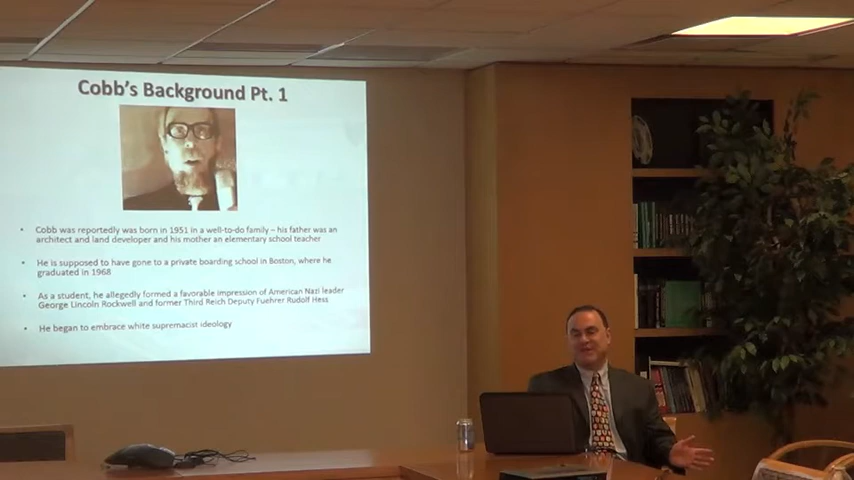 Cobb's Background Pt. 1
• Cobb was reportedly was born in 1951 in a well-to-do family – his father was an
architect and land developer and his mother an elementary school teacher
• He is supposed to have gone to a private boarding school in Boston, where he
graduated in 1968
• As a student, he allegedly formed a favorable impression of American Nazi leader
George Lincoln Rockwell and former Third Reich Deputy Fuehrer Rudolf Hess
• He began to embrace white supremacist ideology